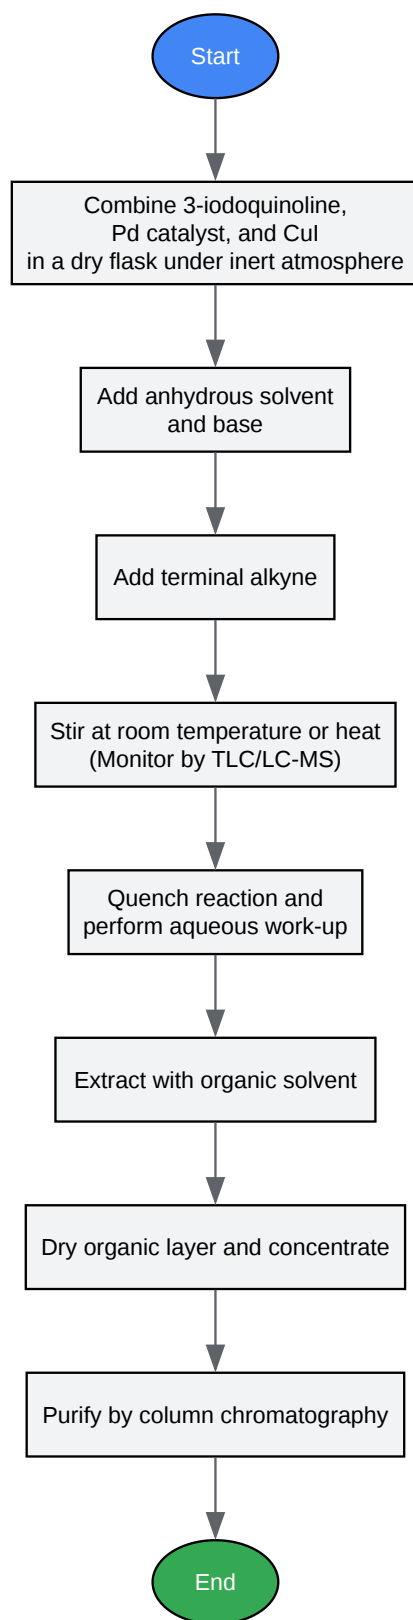 Start
Combine 3-iodoquinoline,
Pd catalyst, and CuI
in a dry flask under inert atmosphere
Add anhydrous solvent
and base
Add terminal alkyne
Stir at room temperature or heat
(Monitor by TLC/LC-MS)
Quench reaction and
perform aqueous work-up
Extract with organic solvent
Dry organic layer and concentrate
Purify by column chromatography
End